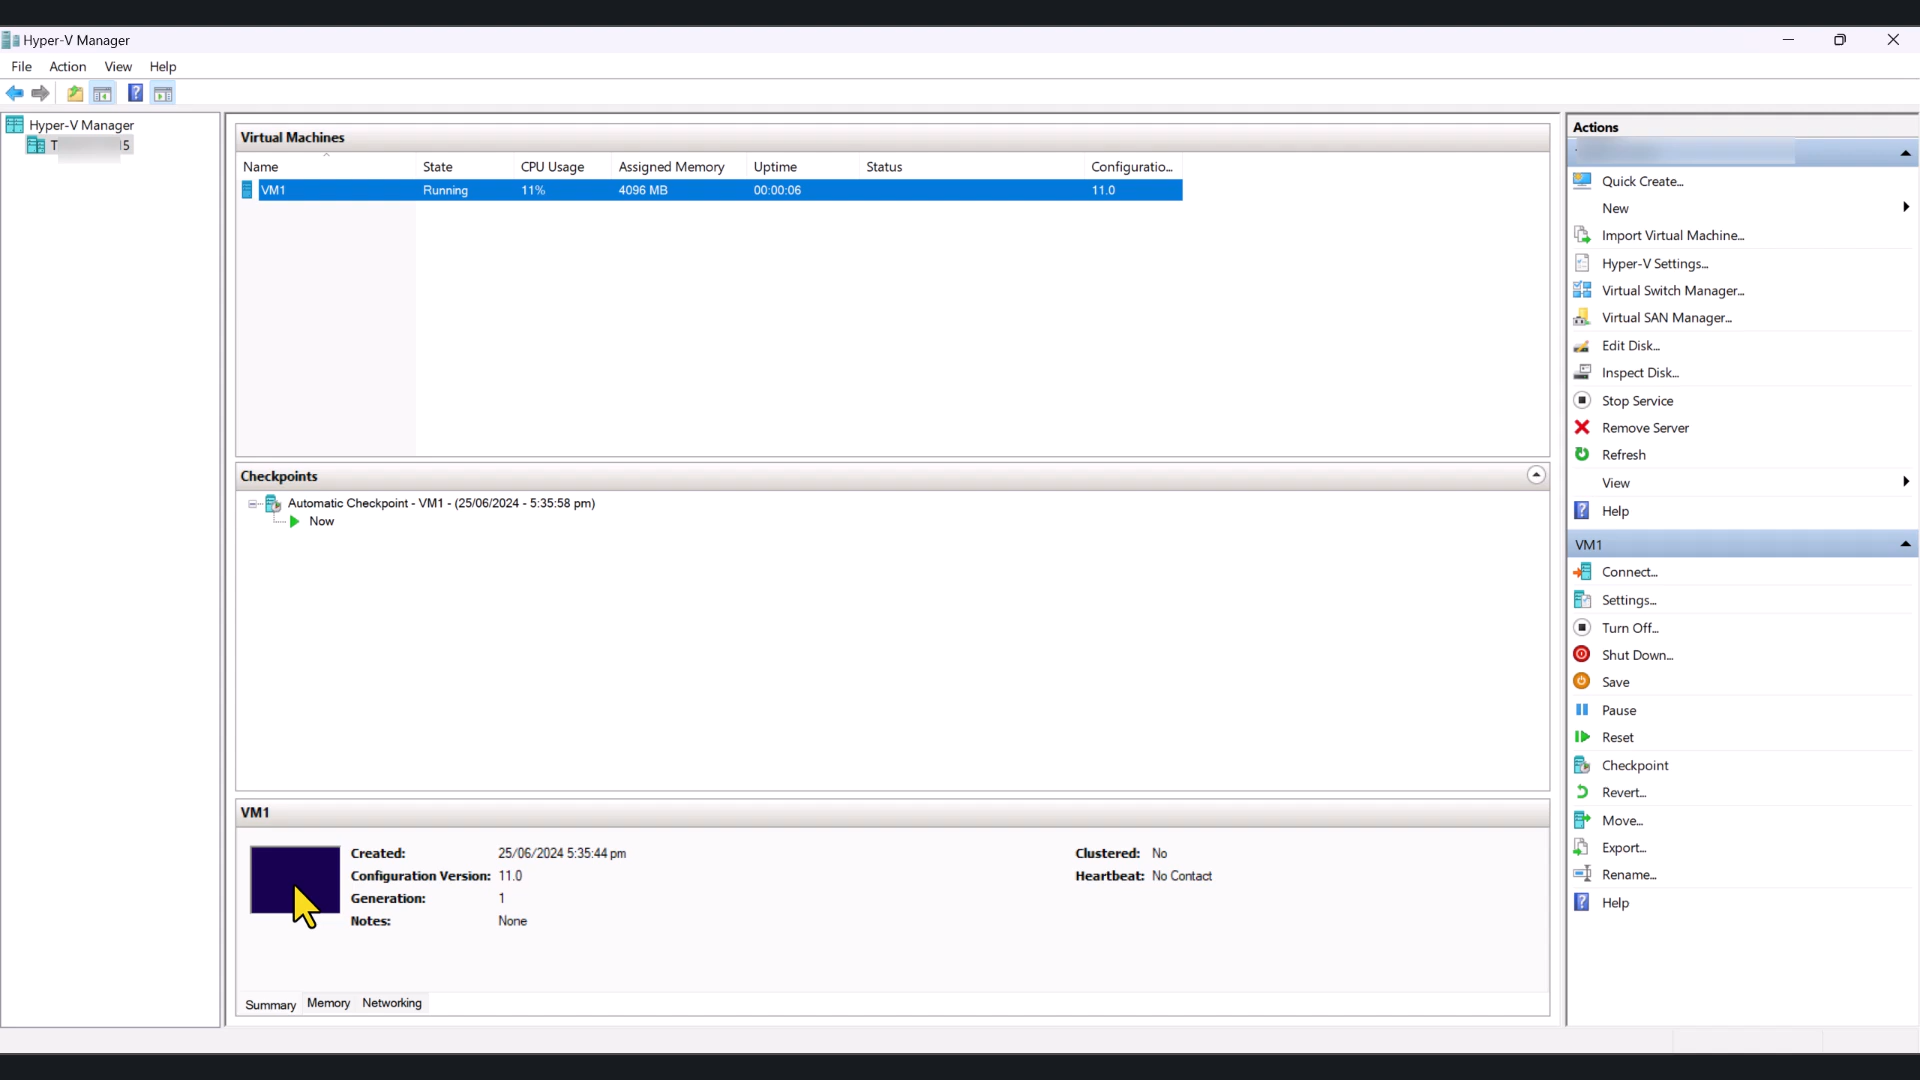 Hyper-V Manager
File Action View Help
Hyper-V Manager
T 15
Virtual Machines
Name State CPU Usage Assigned Memory Uptime Status Configuratio...
VM1 Running 11% 4096 MB 00:00:06 11.0
Checkpoints
Automatic Checkpoint - VM1 - (25/06/2024 - 5:35:58 pm)
Now
VM1
Created: 25/06/2024 5:35:44 pm Clustered: No
Configuration Version: 11.0 Heartbeat: No Contact
Generation: 1
Notes: None
Summary Memory Networking
Actions
Quick Create...
New
Import Virtual Machine...
Hyper-V Settings...
Virtual Switch Manager...
Virtual SAN Manager...
Edit Disk...
Inspect Disk...
Stop Service
Remove Server
Refresh
View
Help
VM1
Connect...
Settings...
Turn Off...
Shut Down...
Save
Pause
Reset
Checkpoint
Revert...
Move...
Export...
Rename...
Help